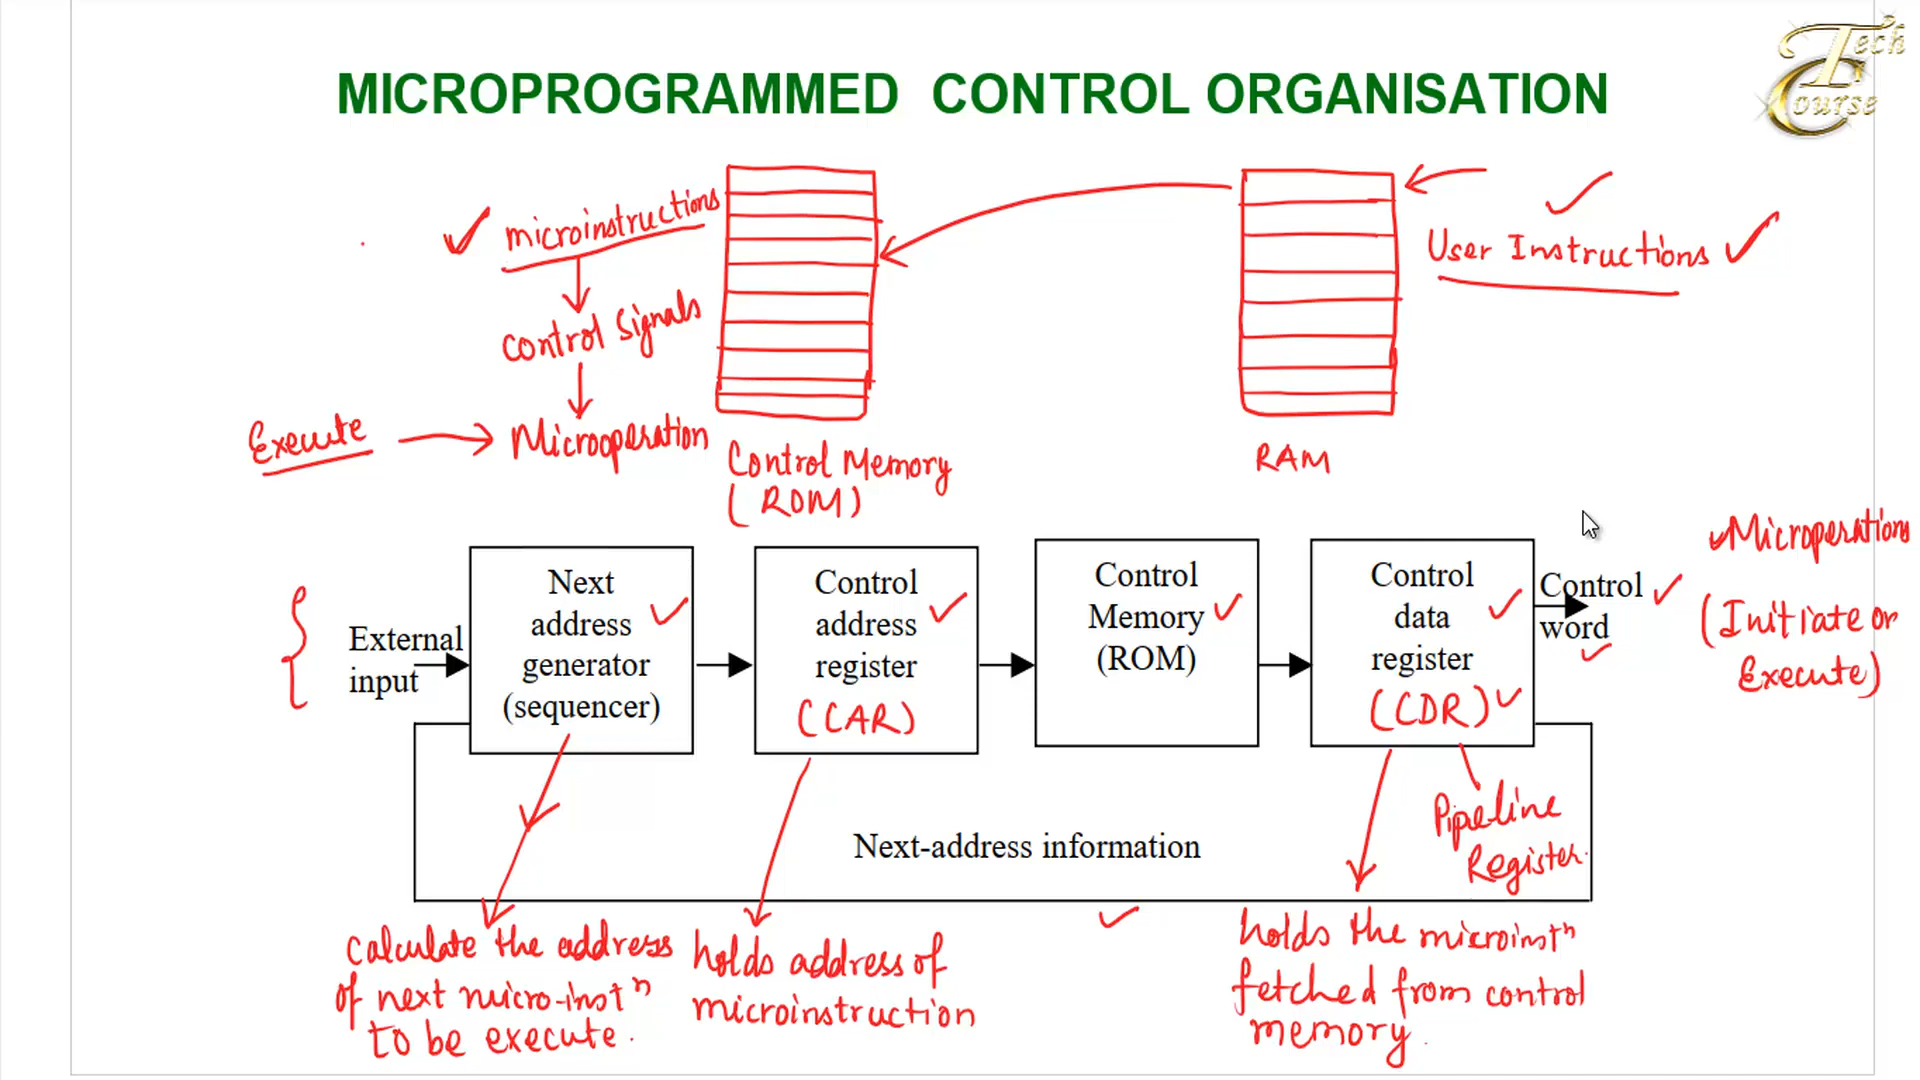 MICROPROGRAMMED CONTROL ORGANISATION
Tech
Course
microinstructions
Control Signals
Execute
Microoperation
Control Memory
(ROM)
RAM
User Instructions
External
input
Next
address
generator
(sequencer)
Control
address
register
(CAR)
Control
Memory
(ROM)
Control
data
register
(CDR)
Control
word
Microperations
(Initiate or
Execute)
Pipeline
Register.
Next-address information
Calculate the address
of next micro-instⁿ
to be execute.
holds address of
microinstruction
holds the microinstⁿ
fetched from control
memory.